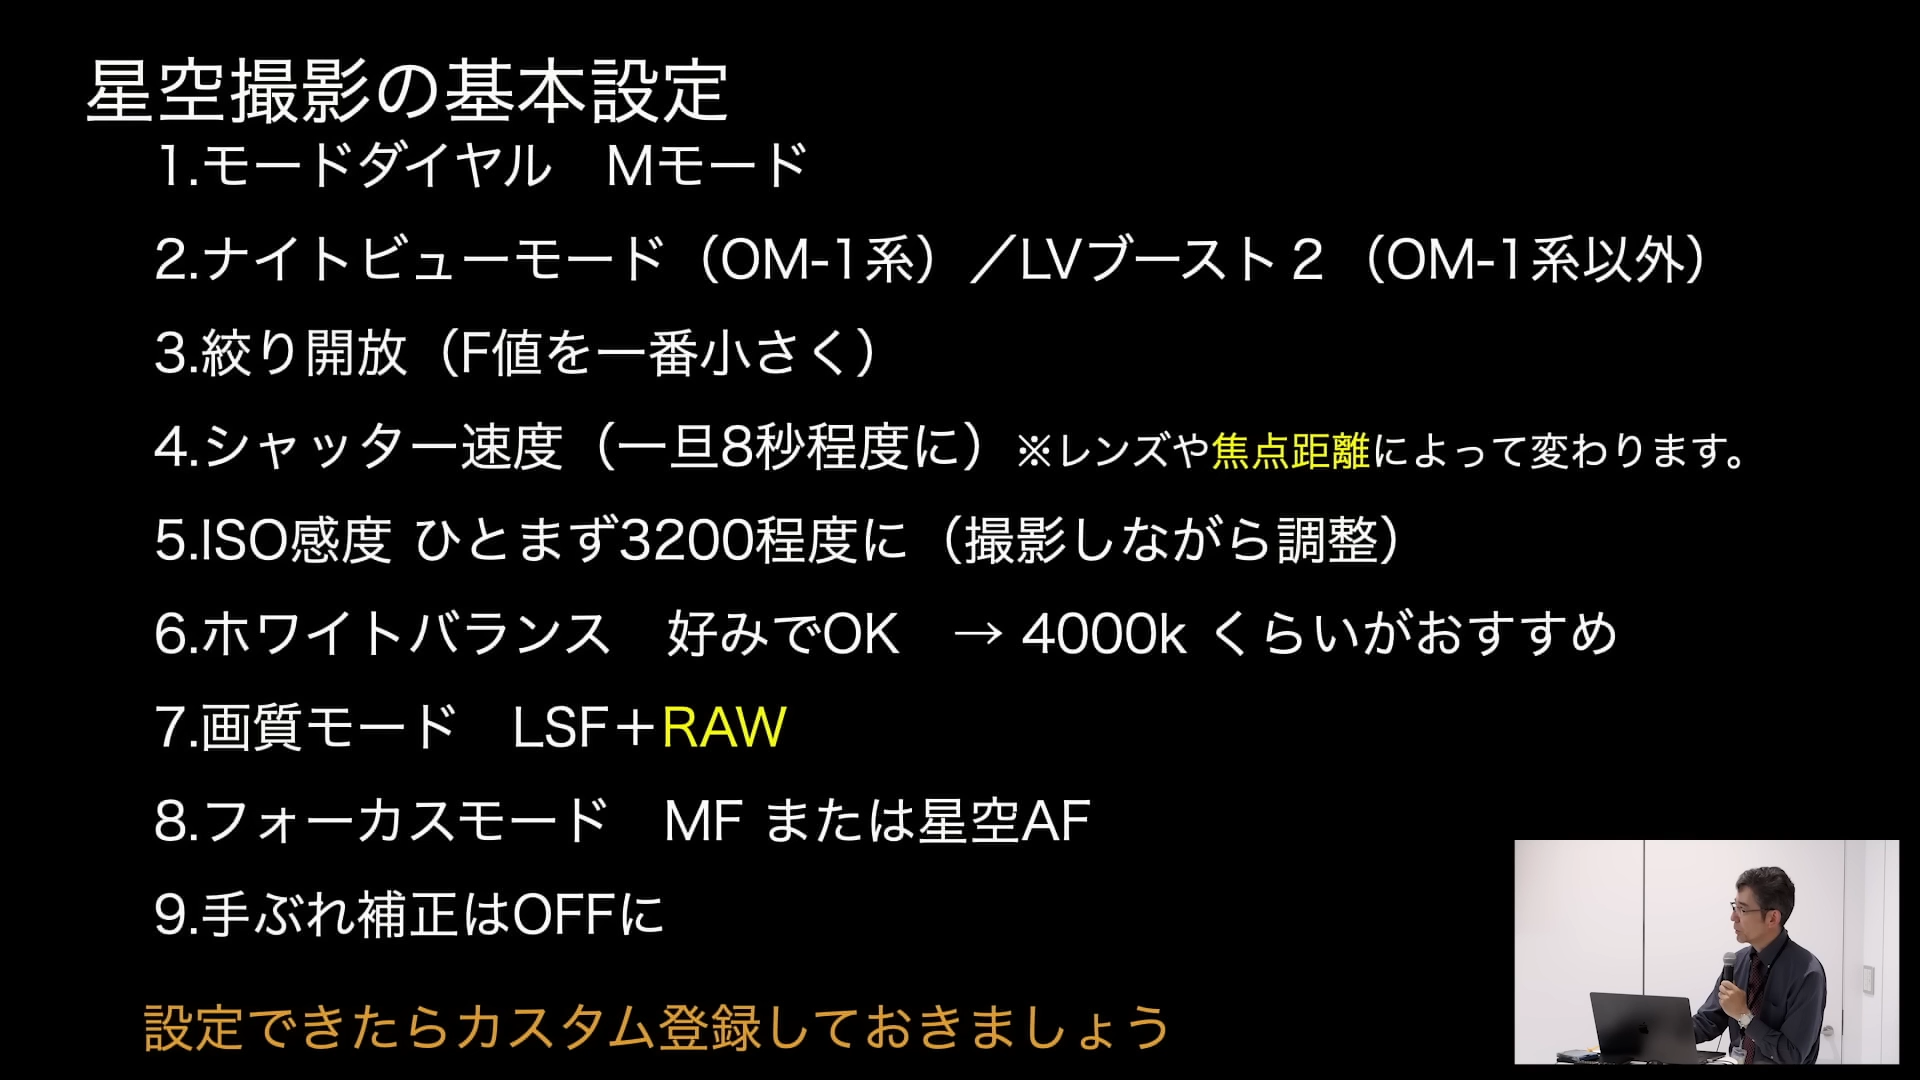 星空撮影の基本設定
1.モードダイヤル　Mモード
2.ナイトビューモード（OM-1系）／LVブースト２（OM-1系以外）
3.絞り開放（F値を一番小さく）
4.シャッター速度（一旦8秒程度に）※レンズや焦点距離によって変わります。
5.ISO感度 ひとまず3200程度に（撮影しながら調整）
6.ホワイトバランス　好みでOK　→ 4000k くらいがおすすめ
7.画質モード　LSF＋RAW
8.フォーカスモード　MF または星空AF
9.手ぶれ補正はOFFに
設定できたらカスタム登録しておきましょう